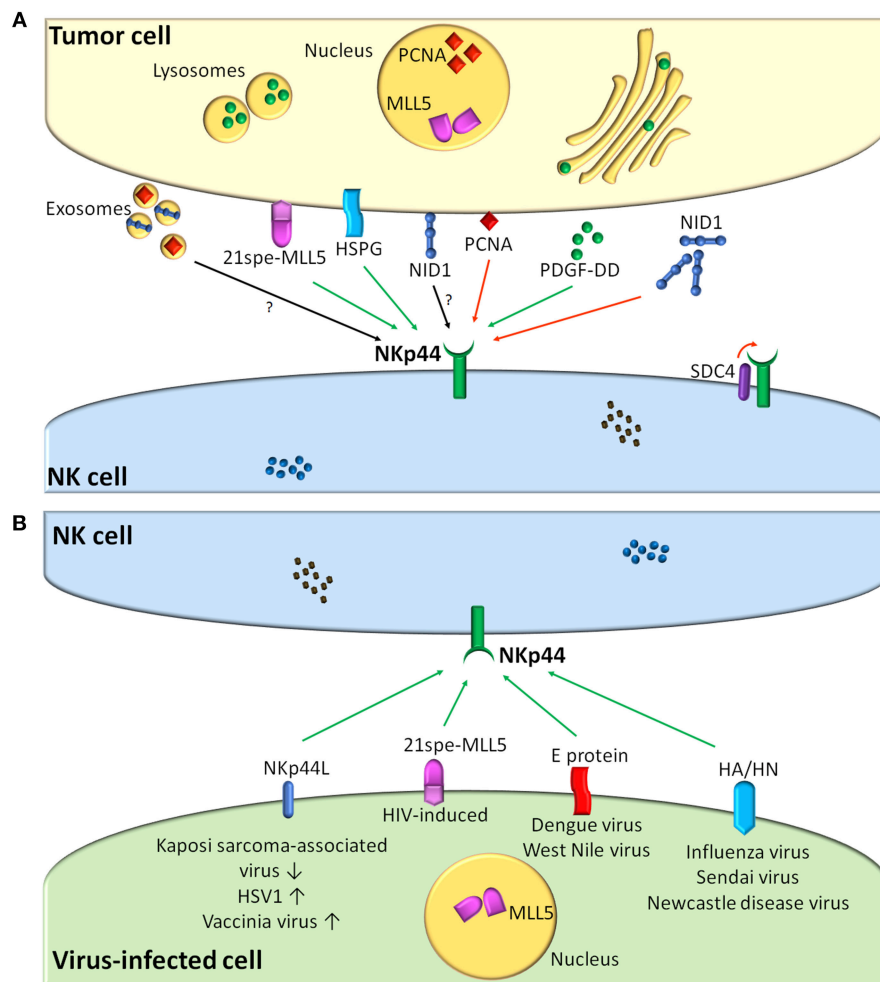 A
Tumor cell
Nucleus
PCNA
Lysosomes
MLL5
Exosomes
21spe-MLL5
HSPG
NID1
PCNA
PDGF-DD
NID1
?
?
NKp44
SDC4
NK cell
B
NK cell
NKp44
NKp44L
21spe-MLL5
E protein
HA/HN
HIV-induced
Kaposi sarcoma-associated
virus ↓
HSV1 ↑
Vaccinia virus ↑
Dengue virus
West Nile virus
Influenza virus
Sendai virus
Newcastle disease virus
MLL5
Nucleus
Virus-infected cell